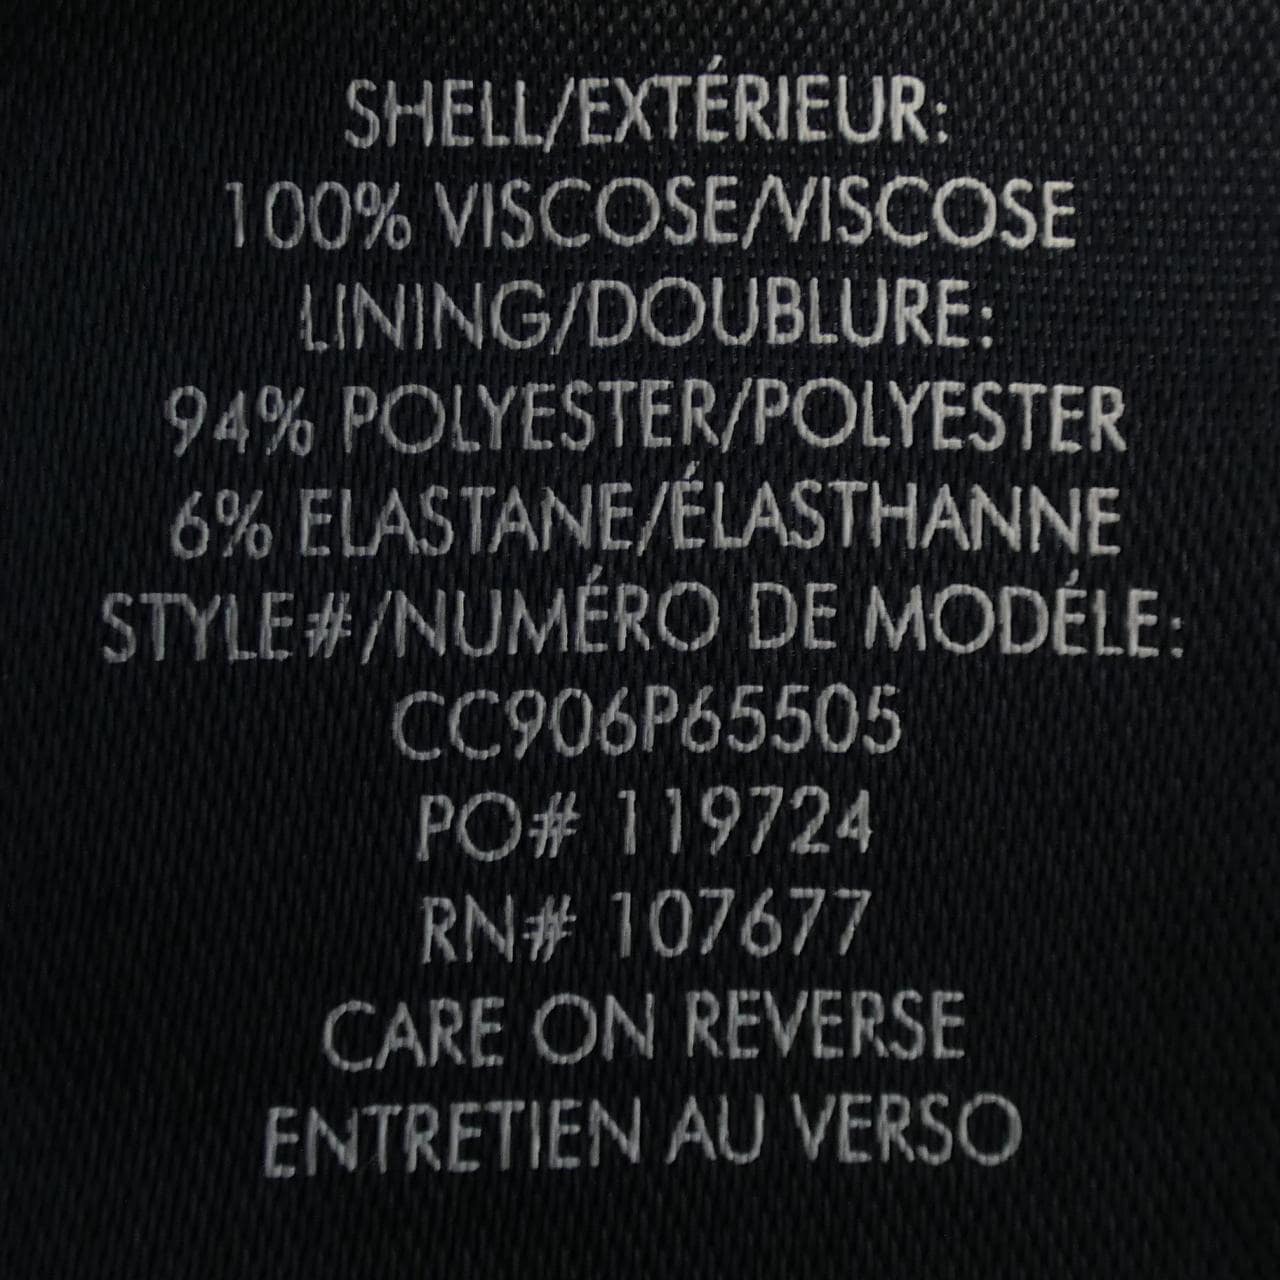 SHELL/EXTÉRIEUR:
100% VISCOSE/VISCOSE
LINING/DOUBLURE:
94% POLYESTER/POLYESTER
6% ELASTANE/ÉLASTHANNE
STYLE#/NUMÉRO DE MODÉLE:
CC906P65505
PO# 119724
RN# 107677
CARE ON REVERSE
ENTRETIEN AU VERSO